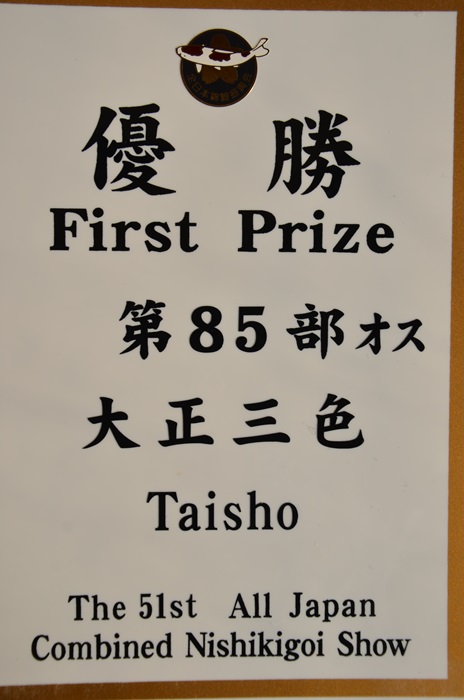 優勝
First Prize
第85部オス
大正三色
Taisho
The 51st All Japan
Combined Nishikigoi Show